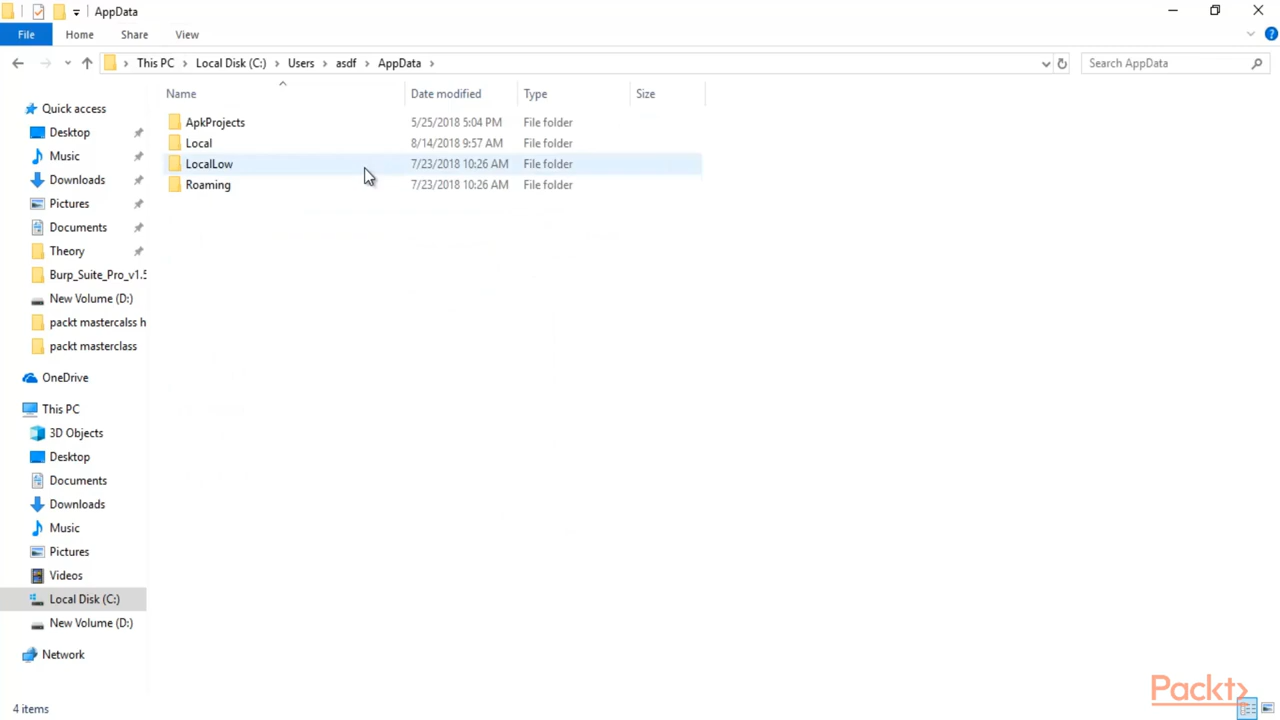 AppData
File Home Share View
This PC Local Disk (C:) Users asdf AppData Search AppData
Name Date modified Type Size
ApkProjects 5/25/2018 5:04 PM File folder
Local 8/14/2018 9:57 AM File folder
LocalLow 7/23/2018 10:26 AM File folder
Roaming 7/23/2018 10:26 AM File folder
Quick access
Desktop
Music
Downloads
Pictures
Documents
Theory
Burp_Suite_Pro_v1.5
New Volume (D:)
packt mastercalss h
packt masterclass
OneDrive
This PC
3D Objects
Desktop
Documents
Downloads
Music
Pictures
Videos
Local Disk (C:)
New Volume (D:)
Network
4 items
Packt